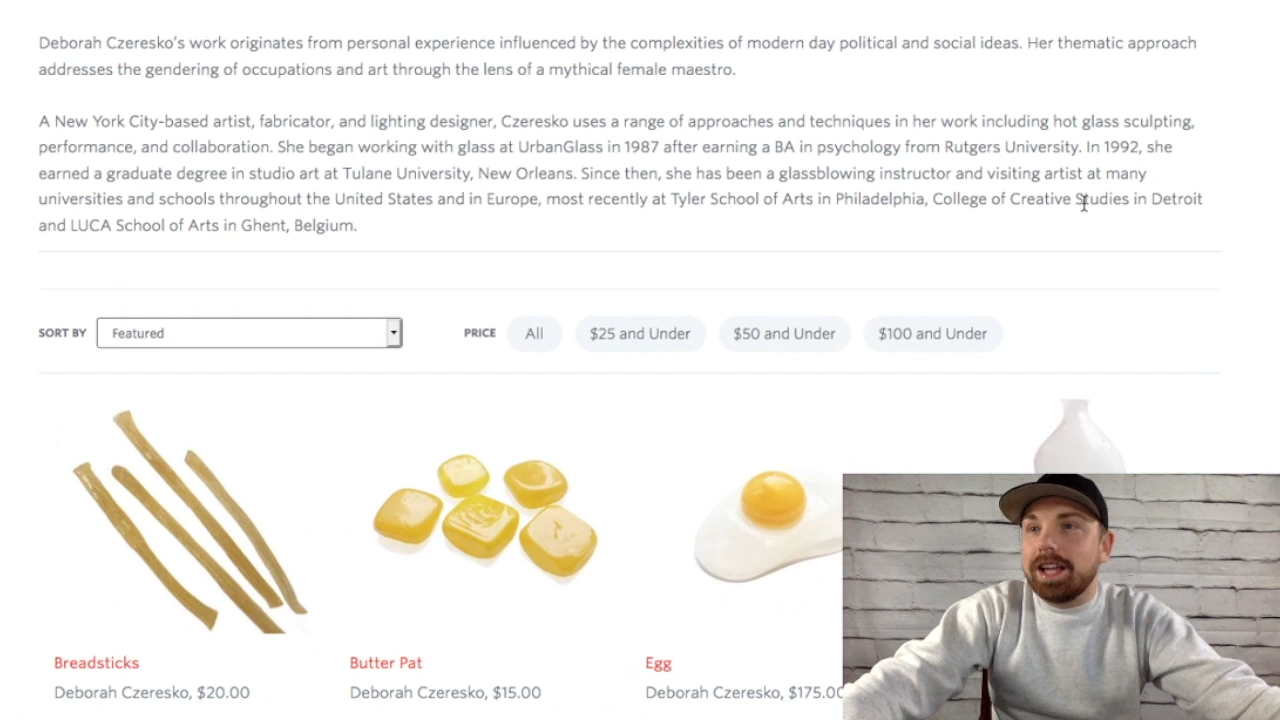 Deborah Czeresko's work originates from personal experience influenced by the complexities of modern day political and social ideas. Her thematic approach
addresses the gendering of occupations and art through the lens of a mythical female maestro.
A New York City-based artist, fabricator, and lighting designer, Czeresko uses a range of approaches and techniques in her work including hot glass sculpting,
performance, and collaboration. She began working with glass at UrbanGlass in 1987 after earning a BA in psychology from Rutgers University. In 1992, she
earned a graduate degree in studio art at Tulane University, New Orleans. Since then, she has been a glassblowing instructor and visiting artist at many
universities and schools throughout the United States and in Europe, most recently at Tyler School of Arts in Philadelphia, College of Creative Studies in Detroit
and LUCA School of Arts in Ghent, Belgium.
SORT BY Featured PRICE All $25 and Under $50 and Under $100 and Under
Breadsticks Butter Pat Egg
Deborah Czeresko, $20.00 Deborah Czeresko, $15.00 Deborah Czeresko, $175.00